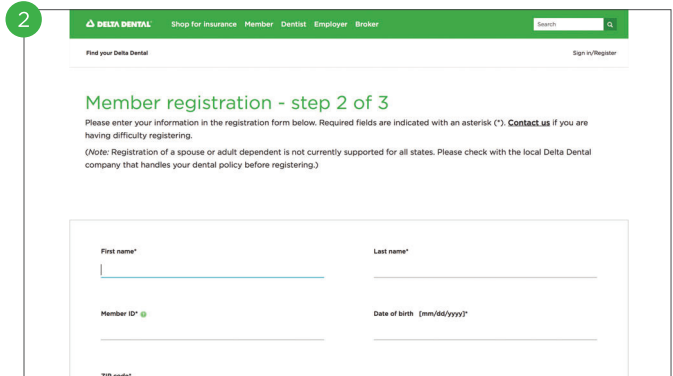 2
DELTA DENTAL Shop for insurance Member Dentist Employer Broker Search
Find your Delta Dental Sign in/Register
Member registration - step 2 of 3
Please enter your information in the registration form below. Required fields are indicated with an asterisk (*). Contact us if you are
having difficulty registering.
(Note: Registration of a spouse or adult dependent is not currently supported for all states. Please check with the local Delta Dental
company that handles your dental policy before registering.)
First name* Last name*
Member ID* Date of birth [mm/dd/yyyy]*
ZIP code*